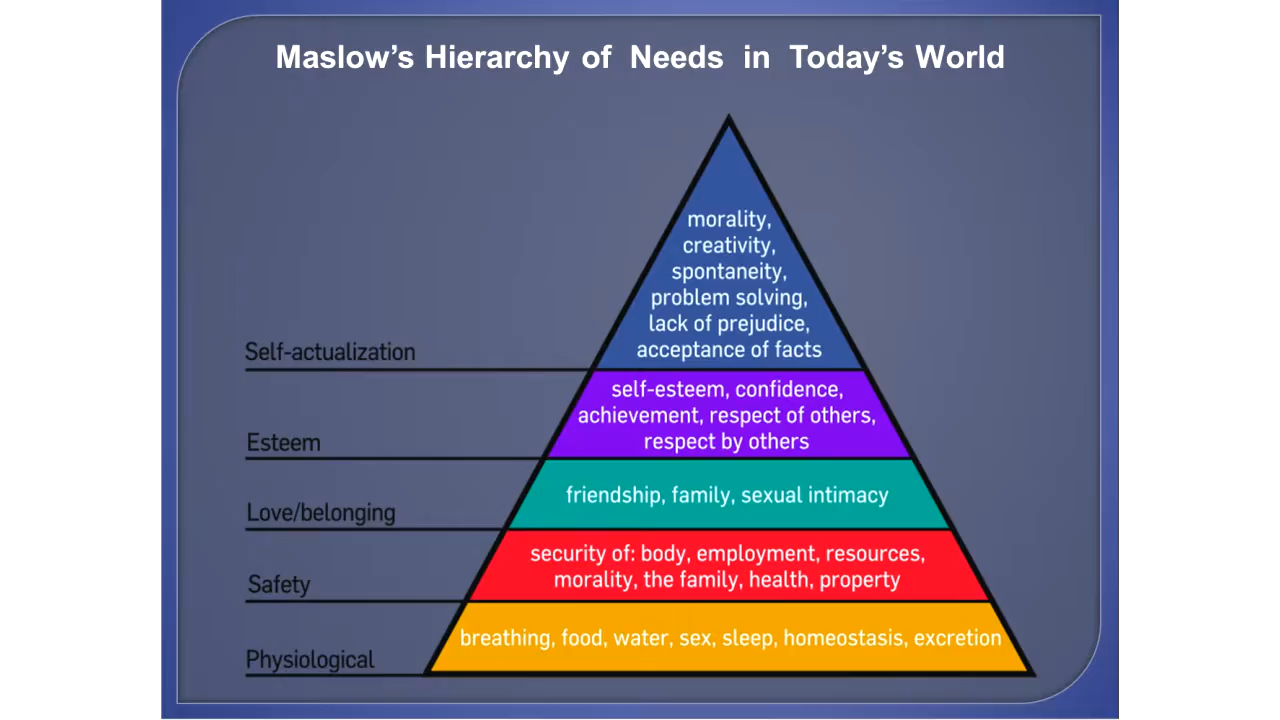 Maslow’s Hierarchy of Needs in Today’s World
morality,
creativity,
spontaneity,
problem solving,
lack of prejudice,
acceptance of facts
Self-actualization
self-esteem, confidence,
achievement, respect of others,
respect by others
Esteem
friendship, family, sexual intimacy
Love/belonging
security of: body, employment, resources,
morality, the family, health, property
Safety
breathing, food, water, sex, sleep, homeostasis, excretion
Physiological